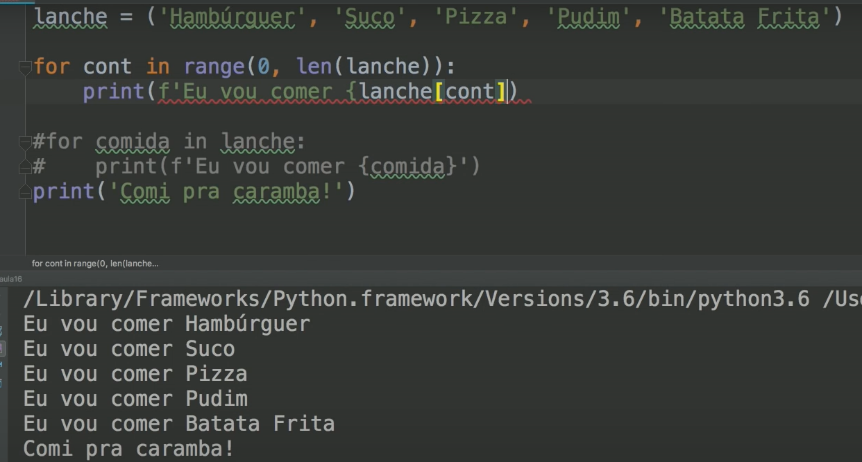 lanche = ('Hambúrguer', 'Suco', 'Pizza', 'Pudim', 'Batata Frita')
for cont in range(0, len(lanche)):
    print(f'Eu vou comer {lanche[cont])
#for comida in lanche:
#    print(f'Eu vou comer {comida}')
print('Comi pra caramba!')
for cont in range(0, len(lanche...
aula16
/Library/Frameworks/Python.framework/Versions/3.6/bin/python3.6 /Use
Eu vou comer Hambúrguer
Eu vou comer Suco
Eu vou comer Pizza
Eu vou comer Pudim
Eu vou comer Batata Frita
Comi pra caramba!